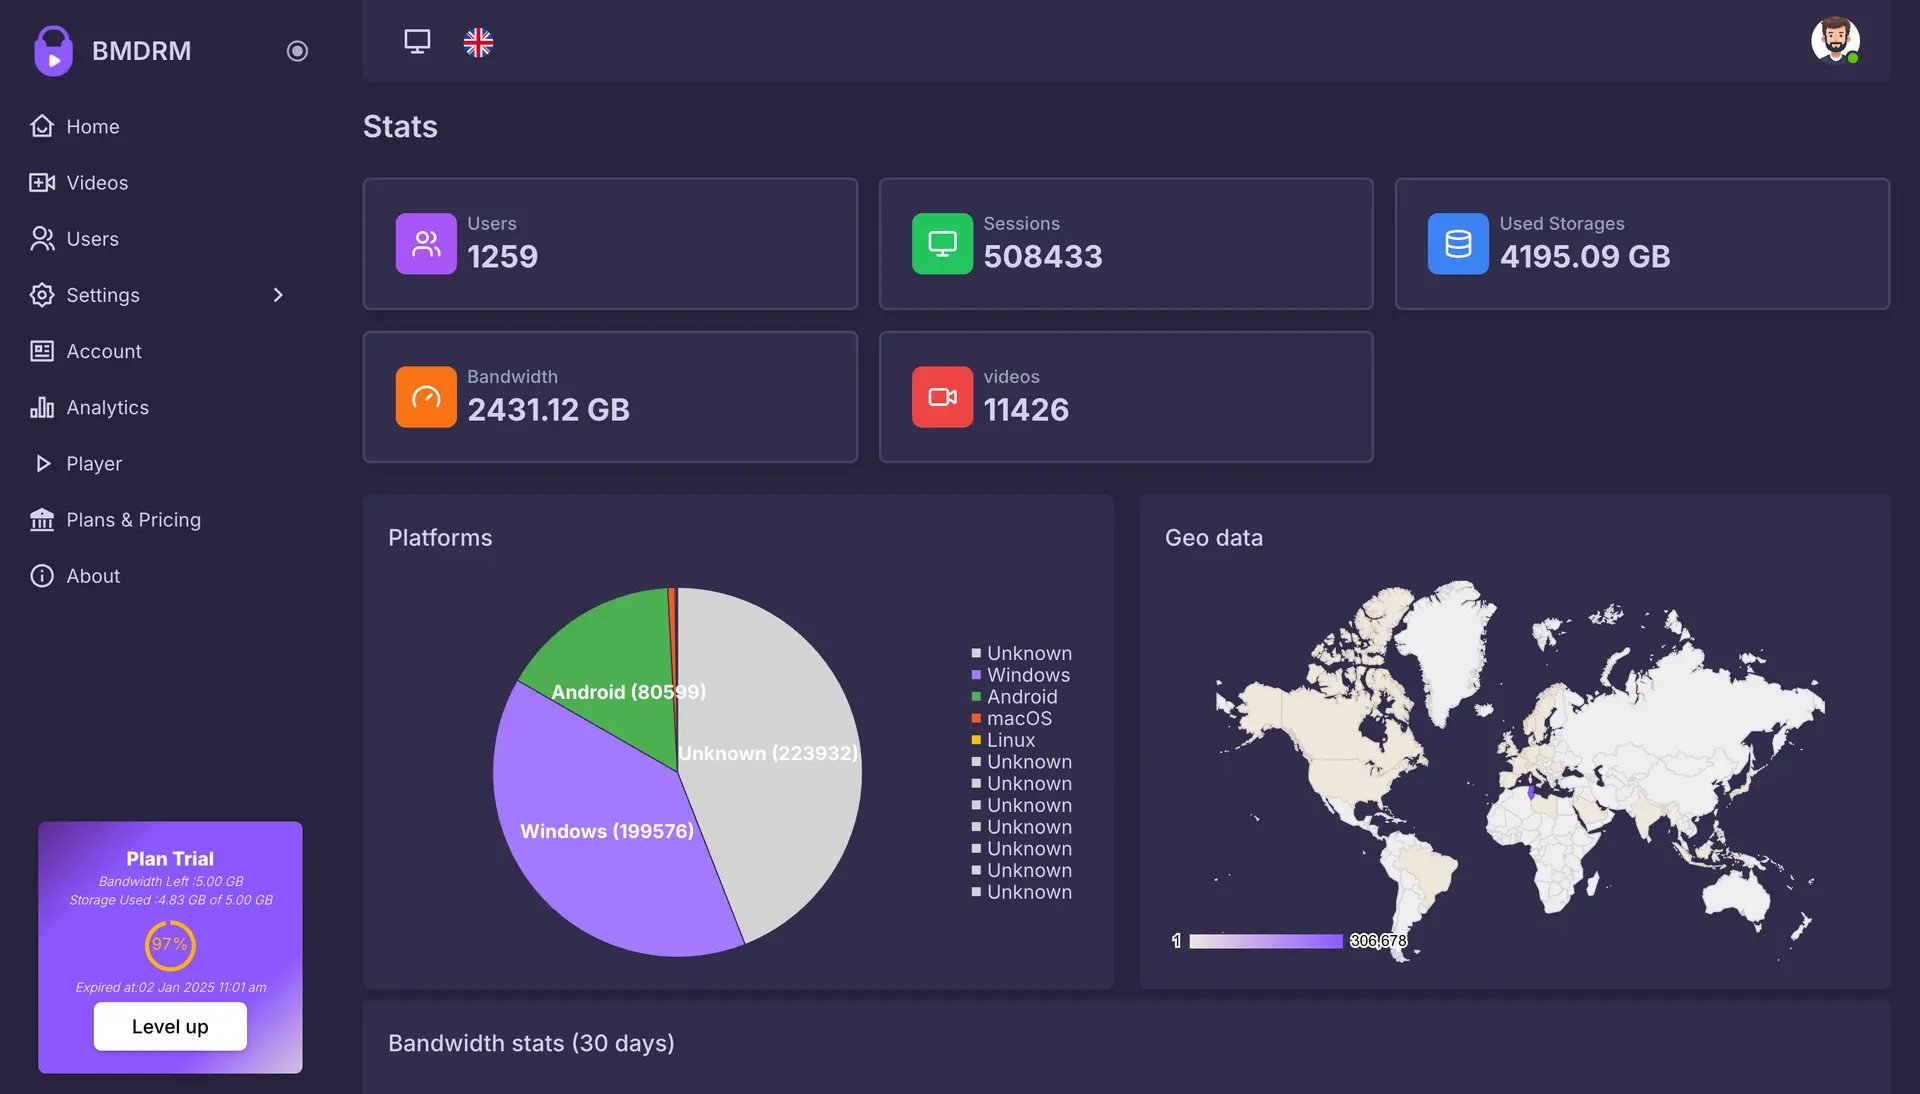 BMDRM
Home
Videos
Users
Settings
Account
Analytics
Player
Plans & Pricing
About
Plan Trial
Bandwidth Left :5.00 GB
Storage Used :4.83 GB of 5.00 GB
97%
Expired at:02 Jan 2025 11:01 am
Level up
Stats
Users
1259
Sessions
508433
Used Storages
4195.09 GB
Bandwidth
2431.12 GB
videos
11426
Platforms
Android (80599)
Unknown (223932)
Windows (199576)
Unknown
Windows
Android
macOS
Linux
Unknown
Unknown
Unknown
Unknown
Unknown
Unknown
Unknown
Geo data
1
306,678
Bandwidth stats (30 days)